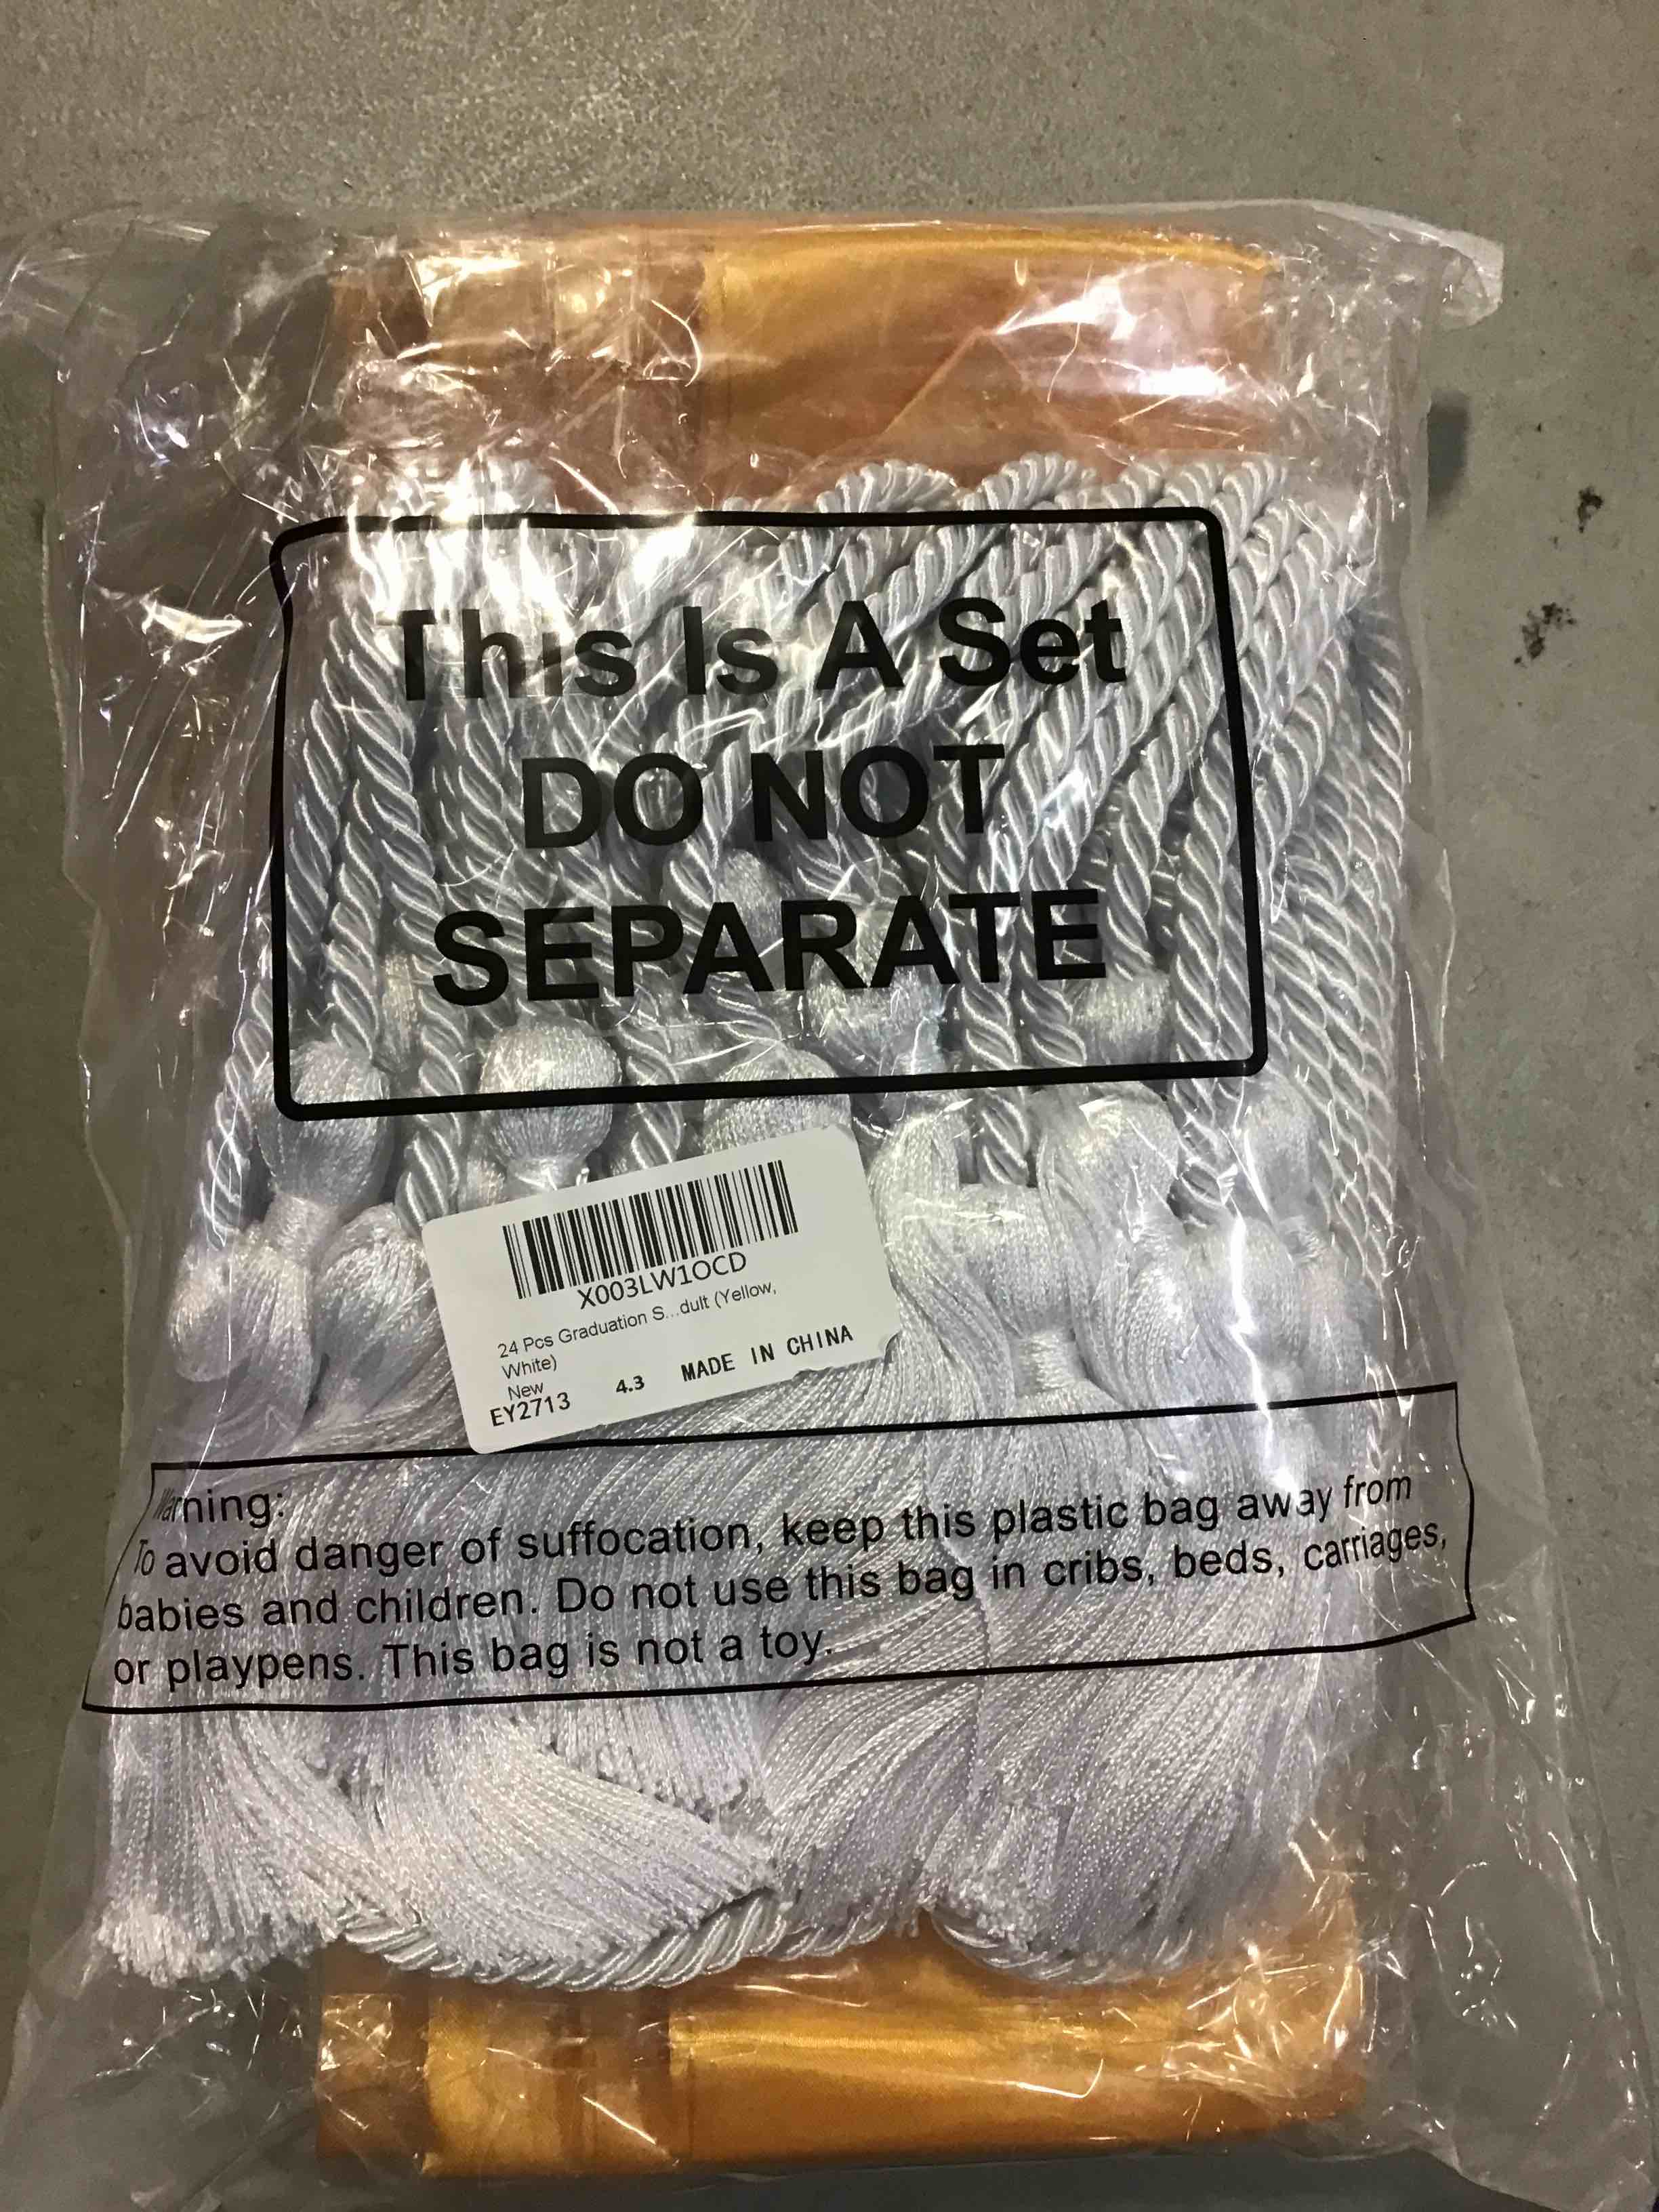 This Is A Set
DO NOT
SEPARATE
X003LW1OCD
24 Pcs Graduation S...dult (Yellow,
White)
New
EY2713 4.3 MADE IN CHINA
Warning:
To avoid danger of suffocation, keep this plastic bag away from
babies and children. Do not use this bag in cribs, beds, carriages,
or playpens. This bag is not a toy.